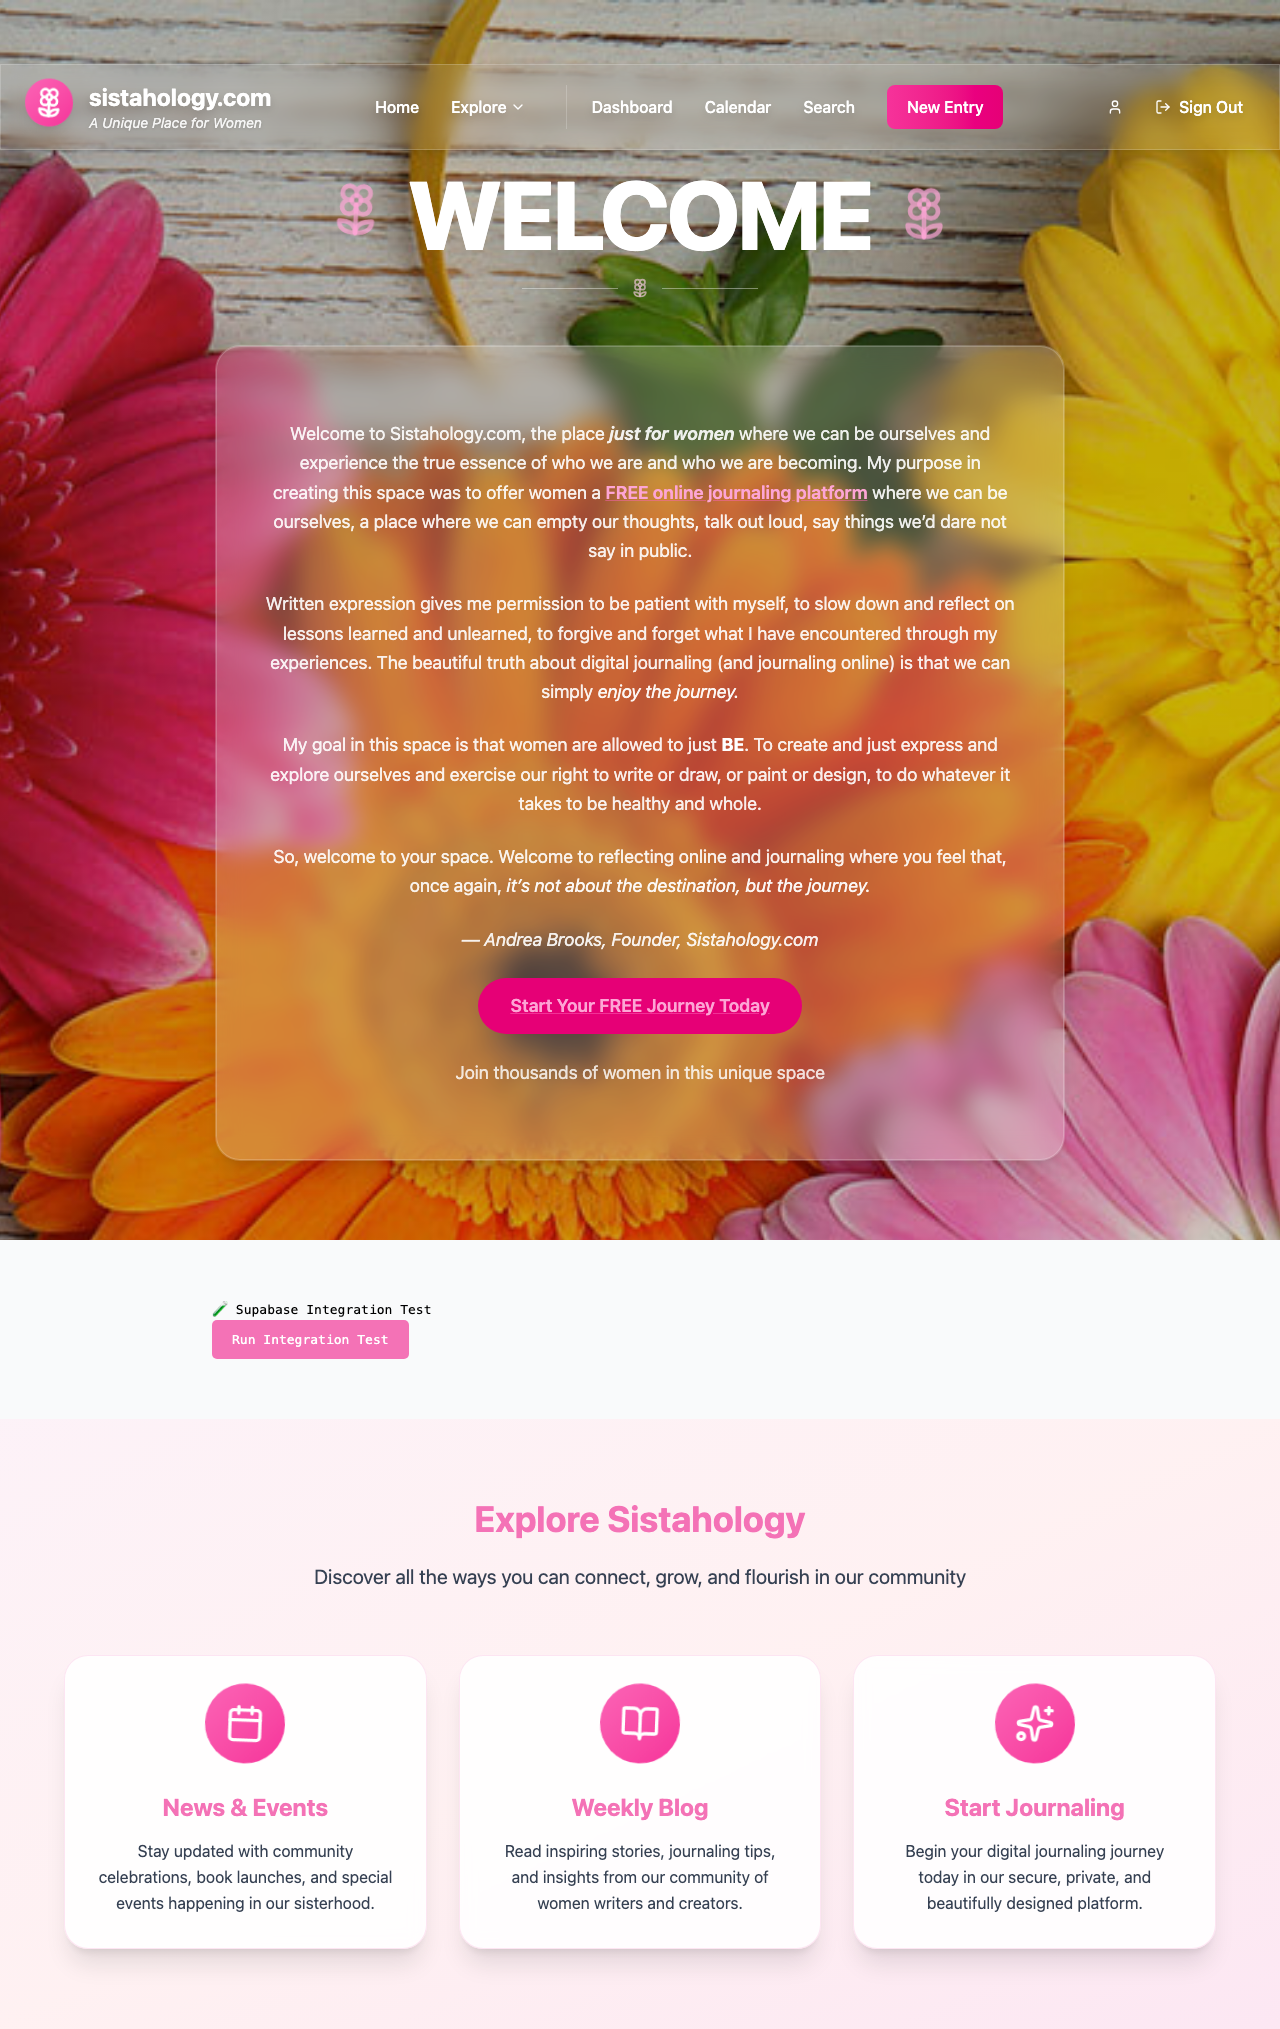 sistahology.com
A Unique Place for Women
Home
Explore
Dashboard
Calendar
Search
New Entry
Sign Out
WELCOME
Welcome to Sistahology.com, the place just for women where we can be ourselves and
experience the true essence of who we are and who we are becoming. My purpose in
creating this space was to offer women a FREE online journaling platform where we can be
ourselves, a place where we can empty our thoughts, talk out loud, say things we’d dare not
say in public.
Written expression gives me permission to be patient with myself, to slow down and reflect on
lessons learned and unlearned, to forgive and forget what I have encountered through my
experiences. The beautiful truth about digital journaling (and journaling online) is that we can
simply enjoy the journey.
My goal in this space is that women are allowed to just BE. To create and just express and
explore ourselves and exercise our right to write or draw, or paint or design, to do whatever it
takes to be healthy and whole.
So, welcome to your space. Welcome to reflecting online and journaling where you feel that,
once again, it’s not about the destination, but the journey.
— Andrea Brooks, Founder, Sistahology.com
Start Your FREE Journey Today
Join thousands of women in this unique space
Supabase Integration Test
Run Integration Test
Explore Sistahology
Discover all the ways you can connect, grow, and flourish in our community
News & Events
Stay updated with community
celebrations, book launches, and special
events happening in our sisterhood.
Weekly Blog
Read inspiring stories, journaling tips,
and insights from our community of
women writers and creators.
Start Journaling
Begin your digital journaling journey
today in our secure, private, and
beautifully designed platform.